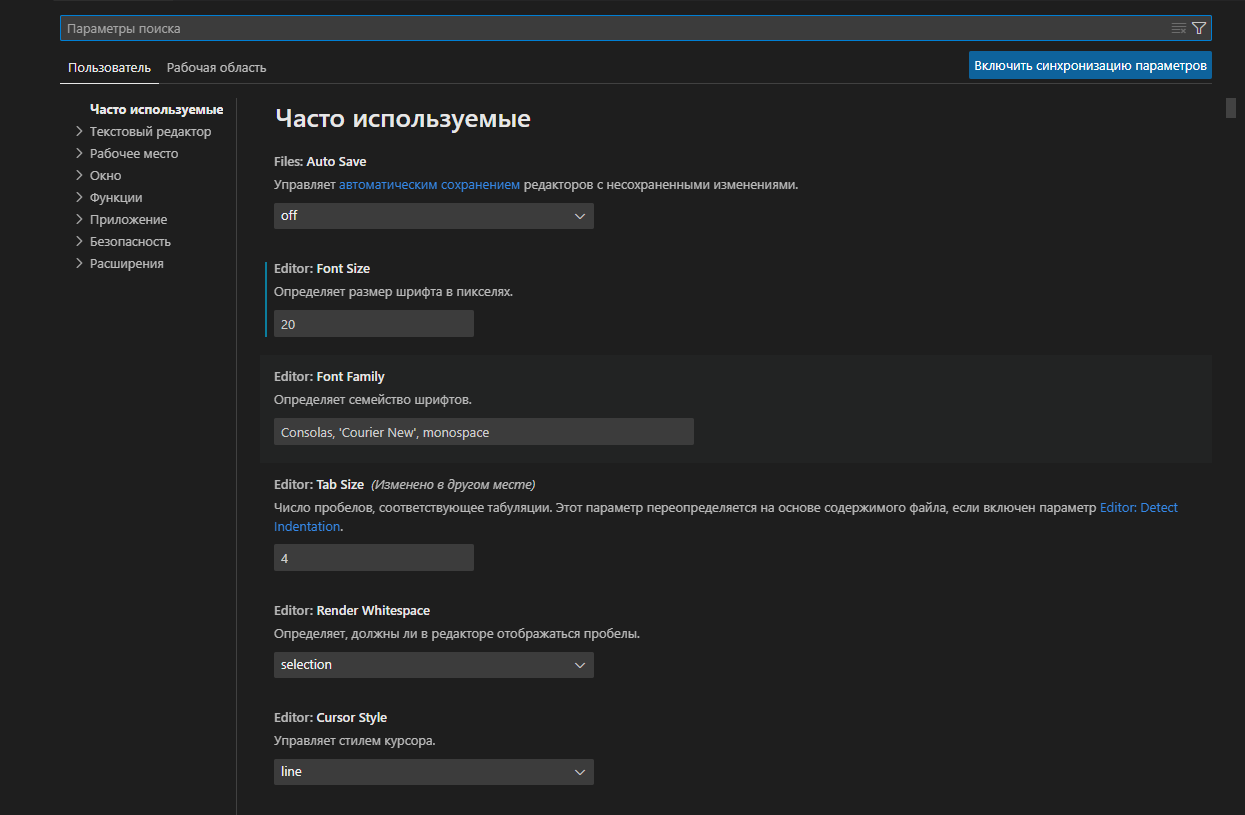 Параметры поиска
Пользователь Рабочая область
Включить синхронизацию параметров
Часто используемые
Текстовый редактор
Рабочее место
Окно
Функции
Приложение
Безопасность
Расширения
Часто используемые
Files: Auto Save
Управляет автоматическим сохранением редакторов с несохраненными изменениями.
off
Editor: Font Size
Определяет размер шрифта в пикселях.
20
Editor: Font Family
Определяет семейство шрифтов.
Consolas, 'Courier New', monospace
Editor: Tab Size (Изменено в другом месте)
Число пробелов, соответствующее табуляции. Этот параметр переопределяется на основе содержимого файла, если включен параметр Editor: Detect
Indentation.
4
Editor: Render Whitespace
Определяет, должны ли в редакторе отображаться пробелы.
selection
Editor: Cursor Style
Управляет стилем курсора.
line